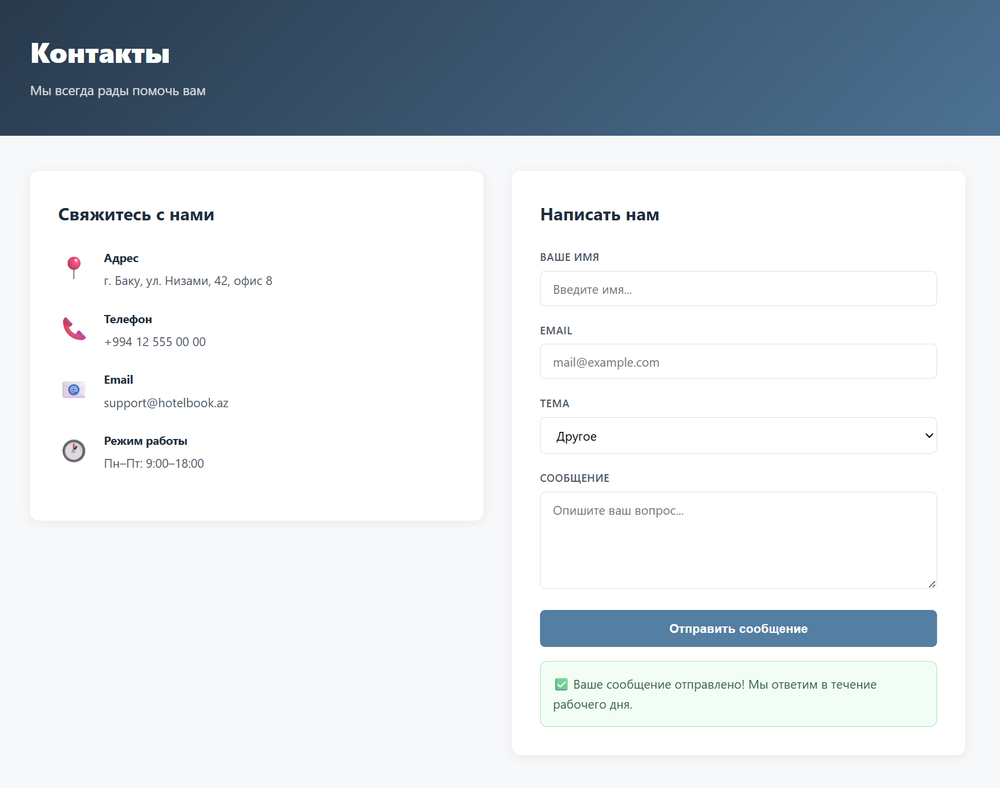 Контакты
Мы всегда рады помочь вам
Свяжитесь с нами
Адрес
г. Баку, ул. Низами, 42, офис 8
Телефон
+994 12 555 00 00
Email
support@hotelbook.az
Режим работы
Пн–Пт: 9:00–18:00
Написать нам
ВАШЕ ИМЯ
Введите имя...
EMAIL
mail@example.com
ТЕМА
Другое
СООБЩЕНИЕ
Опишите ваш вопрос...
Отправить сообщение
✅ Ваше сообщение отправлено! Мы ответим в течение
рабочего дня.